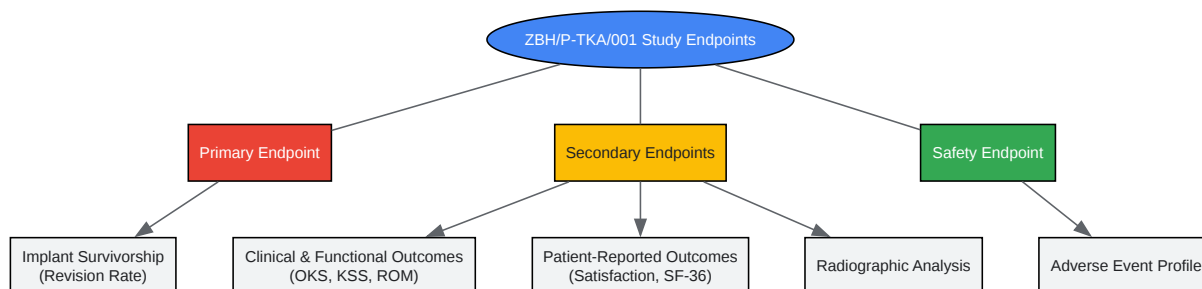 ZBH/P-TKA/001 Study Endpoints
Primary Endpoint
Secondary Endpoints
Safety Endpoint
Implant Survivorship
(Revision Rate)
Clinical & Functional Outcomes
(OKS, KSS, ROM)
Patient-Reported Outcomes
(Satisfaction, SF-36)
Radiographic Analysis
Adverse Event Profile